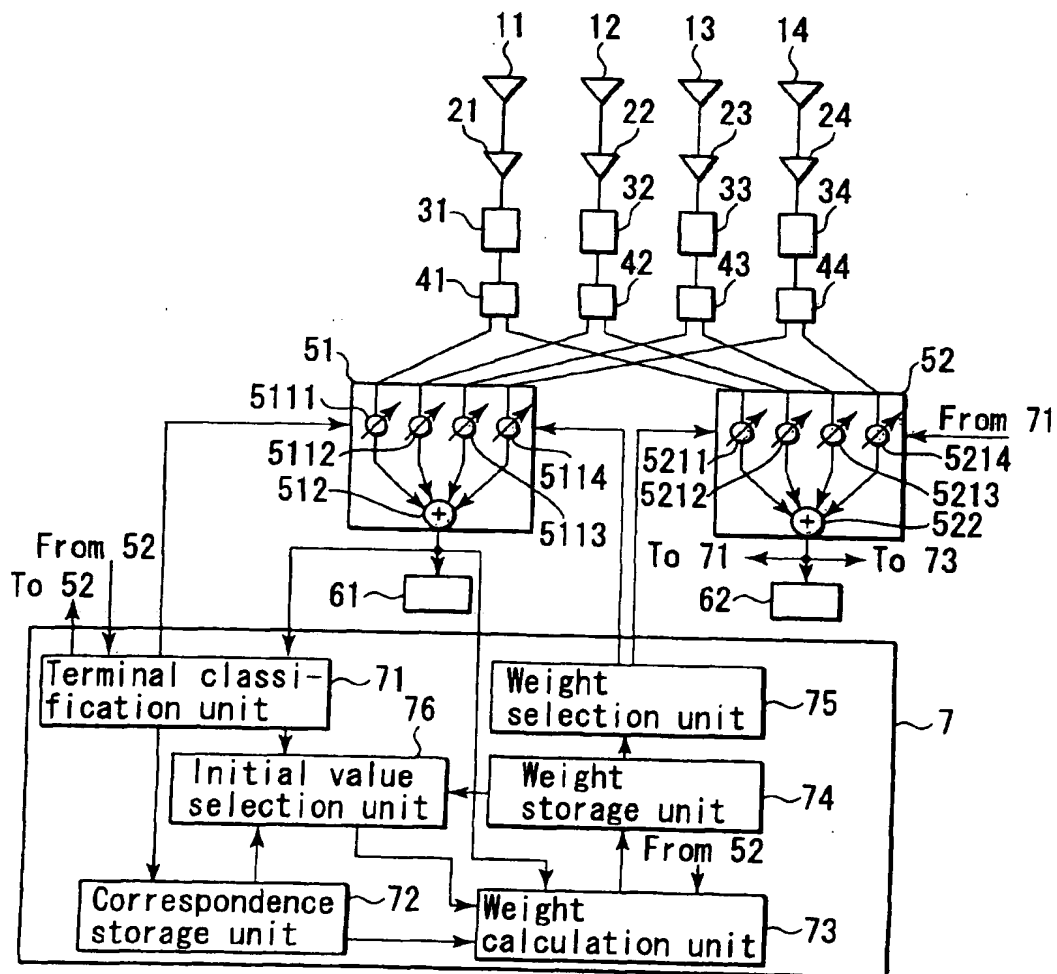 11 12 13 14
21 22 23 24
31 32 33 34
41 42 43 44
51 52
5111
From 71
5112 5114 5211 5214
5212 5213
512 5113 522
From 52
To 52
To 71 To 73
61 62
Terminal classi-
fication unit
71
76
Weight
selection unit
75
7
Initial value
selection unit
Weight
storage unit
74
From 52
Correspondence
storage unit
72
Weight
calculation unit
73